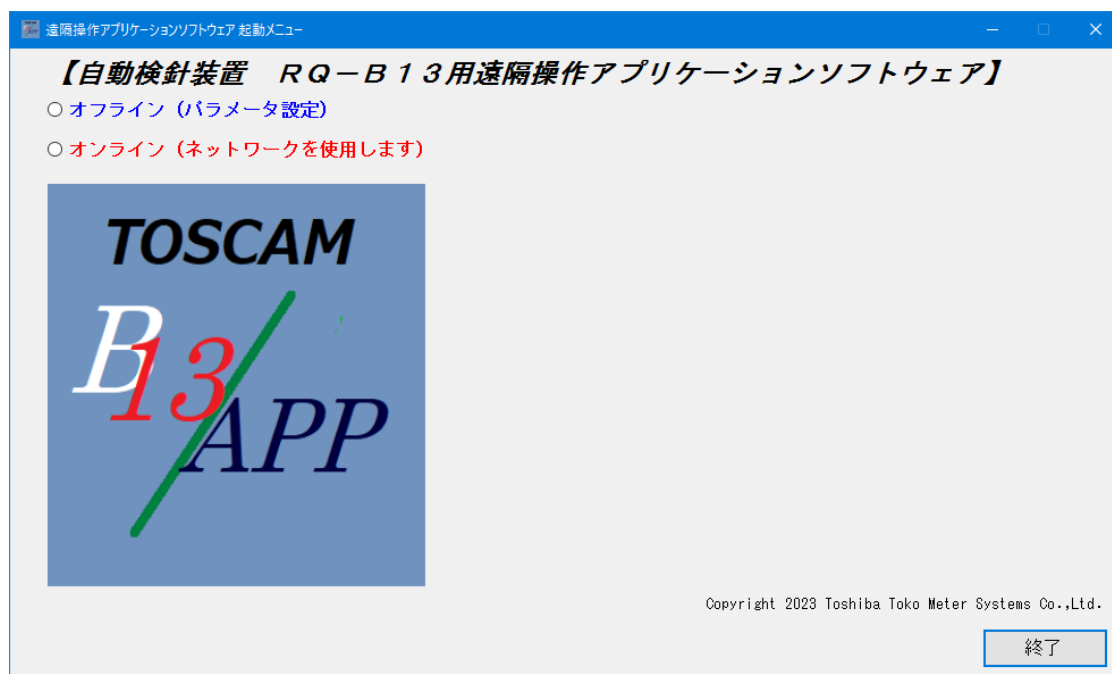 遠隔操作アプリケーションソフトウェア 起動メニュー
【自動検針装置　ＲＱ－Ｂ１３用遠隔操作アプリケーションソフトウェア】
オフライン（パラメータ設定）
オンライン（ネットワークを使用します）
TOSCAM
B13/APP
Copyright 2023 Toshiba Toko Meter Systems Co.,Ltd.
終了